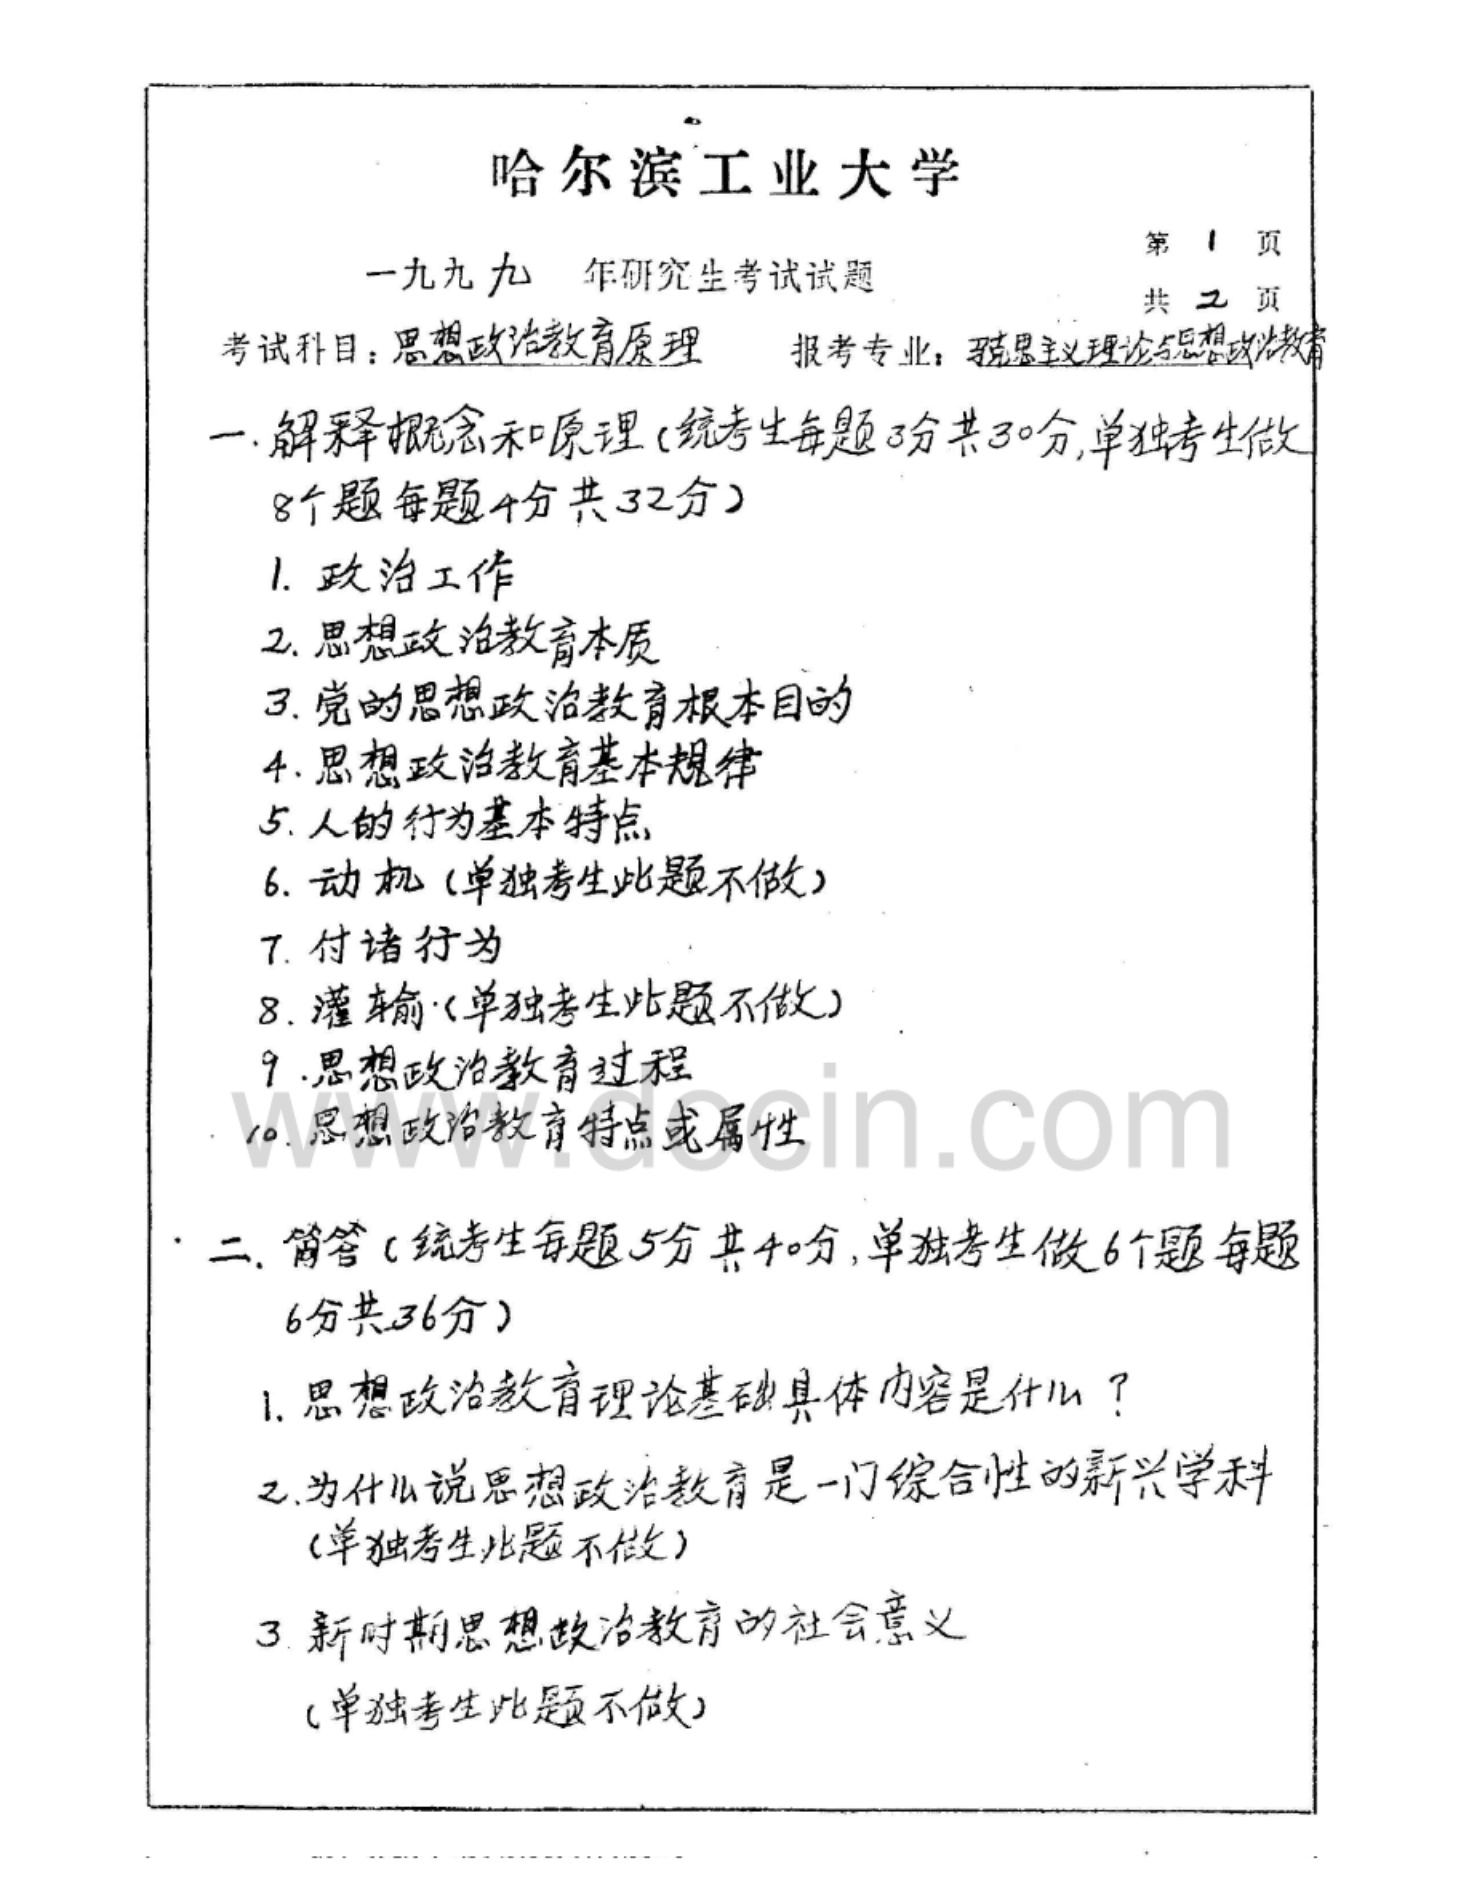 哈尔滨工业大学
第 1 页
一九九九 年研究生考试试题
共 2 页
考试科目：思想政治教育原理 报考专业：马克思主义理论与思想政治教育
一.解释概念和原理(统考生每题3分共30分,单独考生做
8个题每题4分共32分)
1. 政治工作
2. 思想政治教育本质
3. 党的思想政治教育根本目的
4. 思想政治教育基本规律
5. 人的行为基本特点
6. 动机(单独考生此题不做)
7. 付诸行为
8. 灌输(单独考生此题不做)
9. 思想政治教育过程
10. 思想政治教育特点或属性
www.docin.com
二. 简答(统考生每题5分共40分,单独考生做6个题每题
6分共36分)
1. 思想政治教育理论基础具体内容是什么?
2. 为什么说思想政治教育是一门综合性的新兴学科
(单独考生此题不做)
3 新时期思想政治教育的社会意义
(单独考生此题不做)